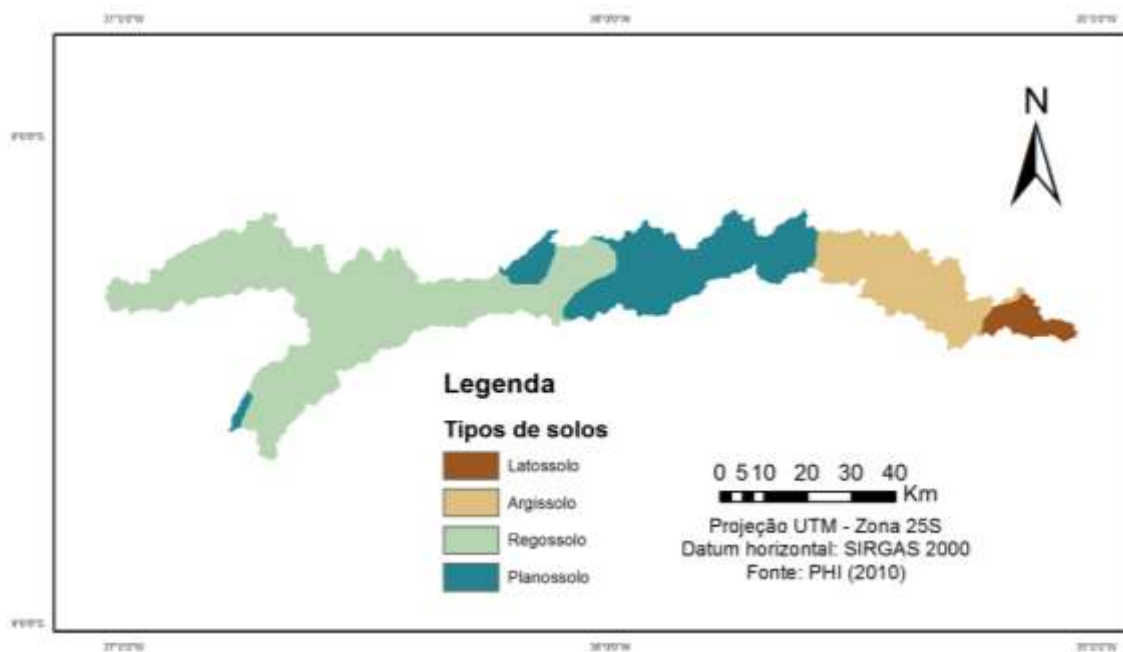 N
Legenda
Tipos de solos
Latossolo
Argissolo
Regossolo
Planossolo
0 5 10 20 30 40
Km
Projeção UTM - Zona 25S
Datum horizontal: SIRGAS 2000
Fonte: PHI (2010)